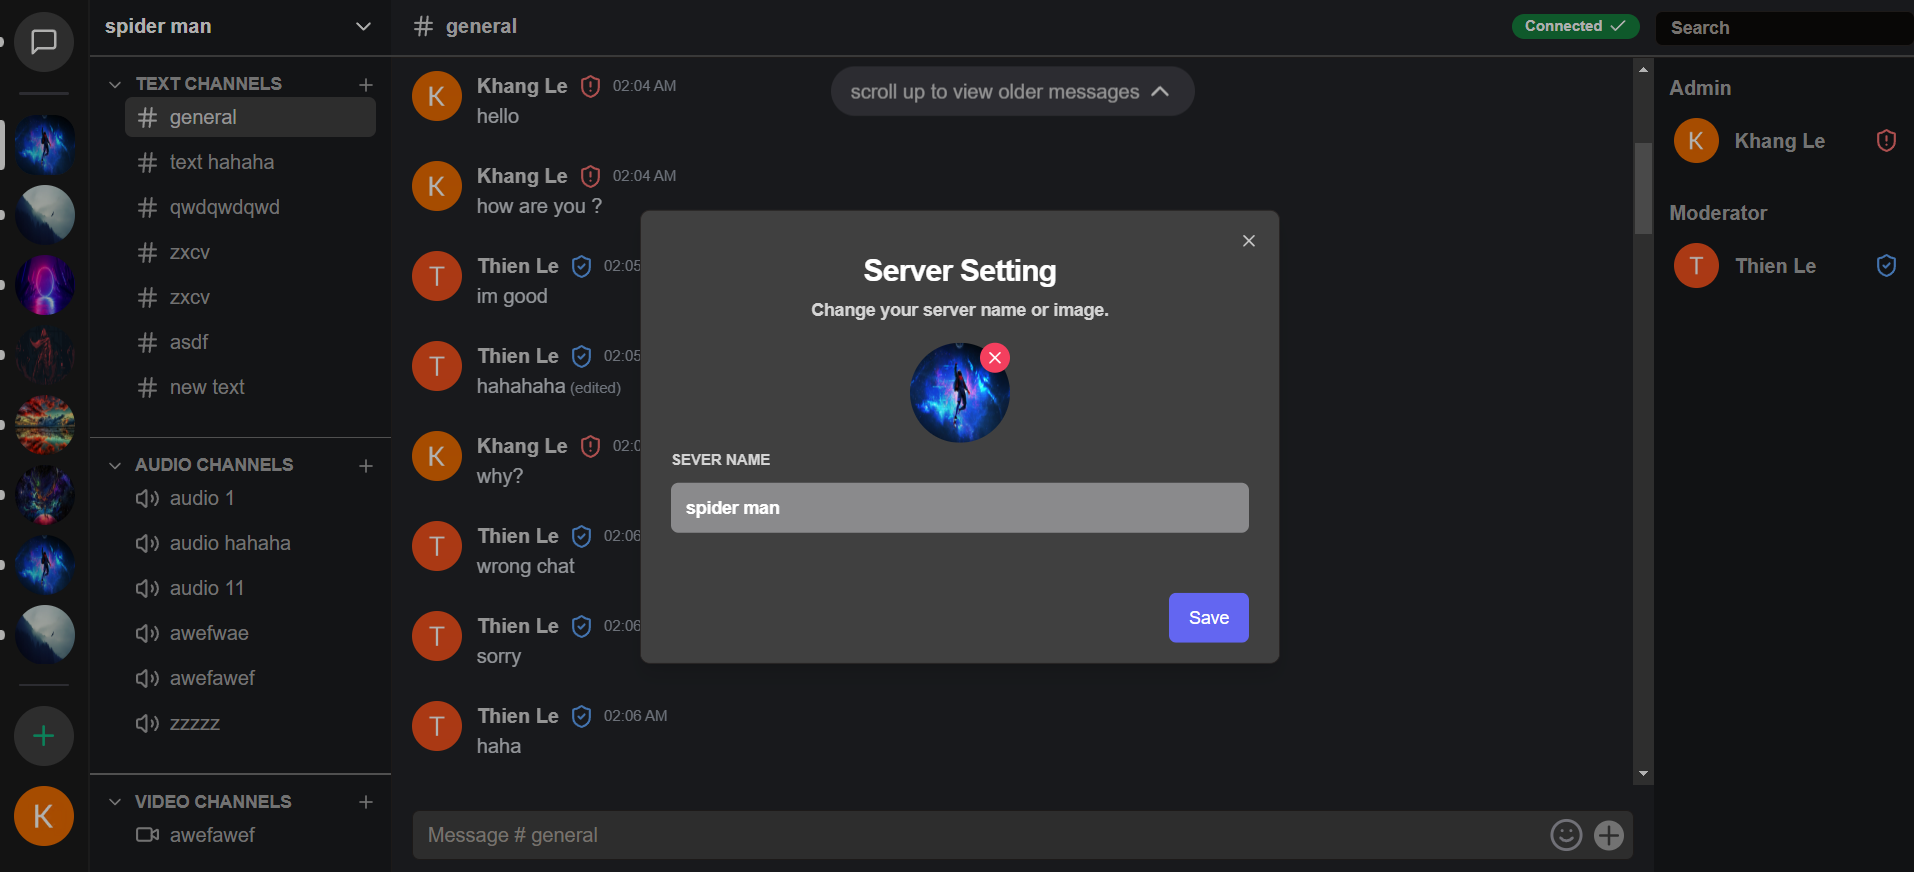 spider man
# general
Connected
Search
TEXT CHANNELS
# general
# text hahaha
# qwdqwdqwd
# zxcv
# zxcv
# asdf
# new text
AUDIO CHANNELS
audio 1
audio hahaha
audio 11
awefwae
awefawef
zzzzz
VIDEO CHANNELS
awefawef
K
scroll up to view older messages
K
Khang Le 02:04 AM
hello
K
Khang Le 02:04 AM
how are you ?
T
Thien Le 02:05
im good
T
Thien Le 02:05
hahahaha (edited)
K
Khang Le 02:0
why?
T
Thien Le 02:06
wrong chat
T
Thien Le 02:06
sorry
T
Thien Le 02:06 AM
haha
Message # general
Server Setting
Change your server name or image.
SEVER NAME
spider man
Save
Admin
K
Khang Le
Moderator
T
Thien Le